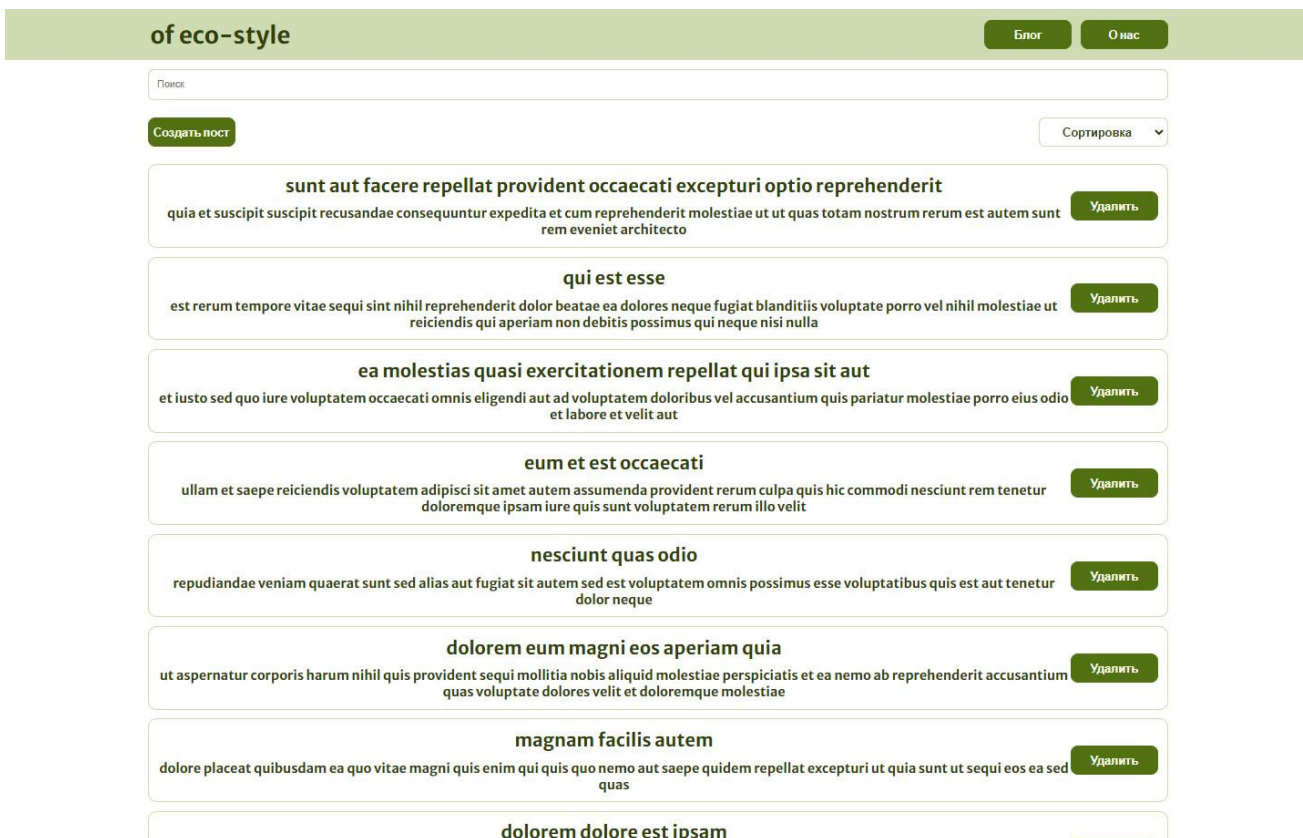 of eco-style
Блог
О нас
Поиск
Создать пост
Сортировка
sunt aut facere repellat provident occaecati excepturi optio reprehenderit
quia et suscipit suscipit recusandae consequuntur expedita et cum reprehenderit molestiae ut ut quas totam nostrum rerum est autem sunt
rem eveniet architecto
Удалить
qui est esse
est rerum tempore vitae sequi sint nihil reprehenderit dolor beatae ea dolores neque fugiat blanditiis voluptate porro vel nihil molestiae ut
reiciendis qui aperiam non debitis possimus qui neque nisi nulla
Удалить
ea molestias quasi exercitationem repellat qui ipsa sit aut
et iusto sed quo iure voluptatem occaecati omnis eligendi aut ad voluptatem doloribus vel accusantium quis pariatur molestiae porro eius odio
et labore et velit aut
Удалить
eum et est occaecati
ullam et saepe reiciendis voluptatem adipisci sit amet autem assumenda provident rerum culpa quis hic commodi nesciunt rem tenetur
doloremque ipsam iure quis sunt voluptatem rerum illo velit
Удалить
nesciunt quas odio
repudiandae veniam quaerat sunt sed alias aut fugiat sit autem sed est voluptatem omnis possimus esse voluptatibus quis est aut tenetur
dolor neque
Удалить
dolorem eum magni eos aperiam quia
ut aspernatur corporis harum nihil quis provident sequi mollitia nobis aliquid molestiae perspiciatis et ea nemo ab reprehenderit accusantium
quas voluptate dolores velit et doloremque molestiae
Удалить
magnam facilis autem
dolore placeat quibusdam ea quo vitae magni quis enim qui quis quo nemo aut saepe quidem repellat excepturi ut quia sunt ut sequi eos ea sed
quas
Удалить
dolorem dolore est ipsam